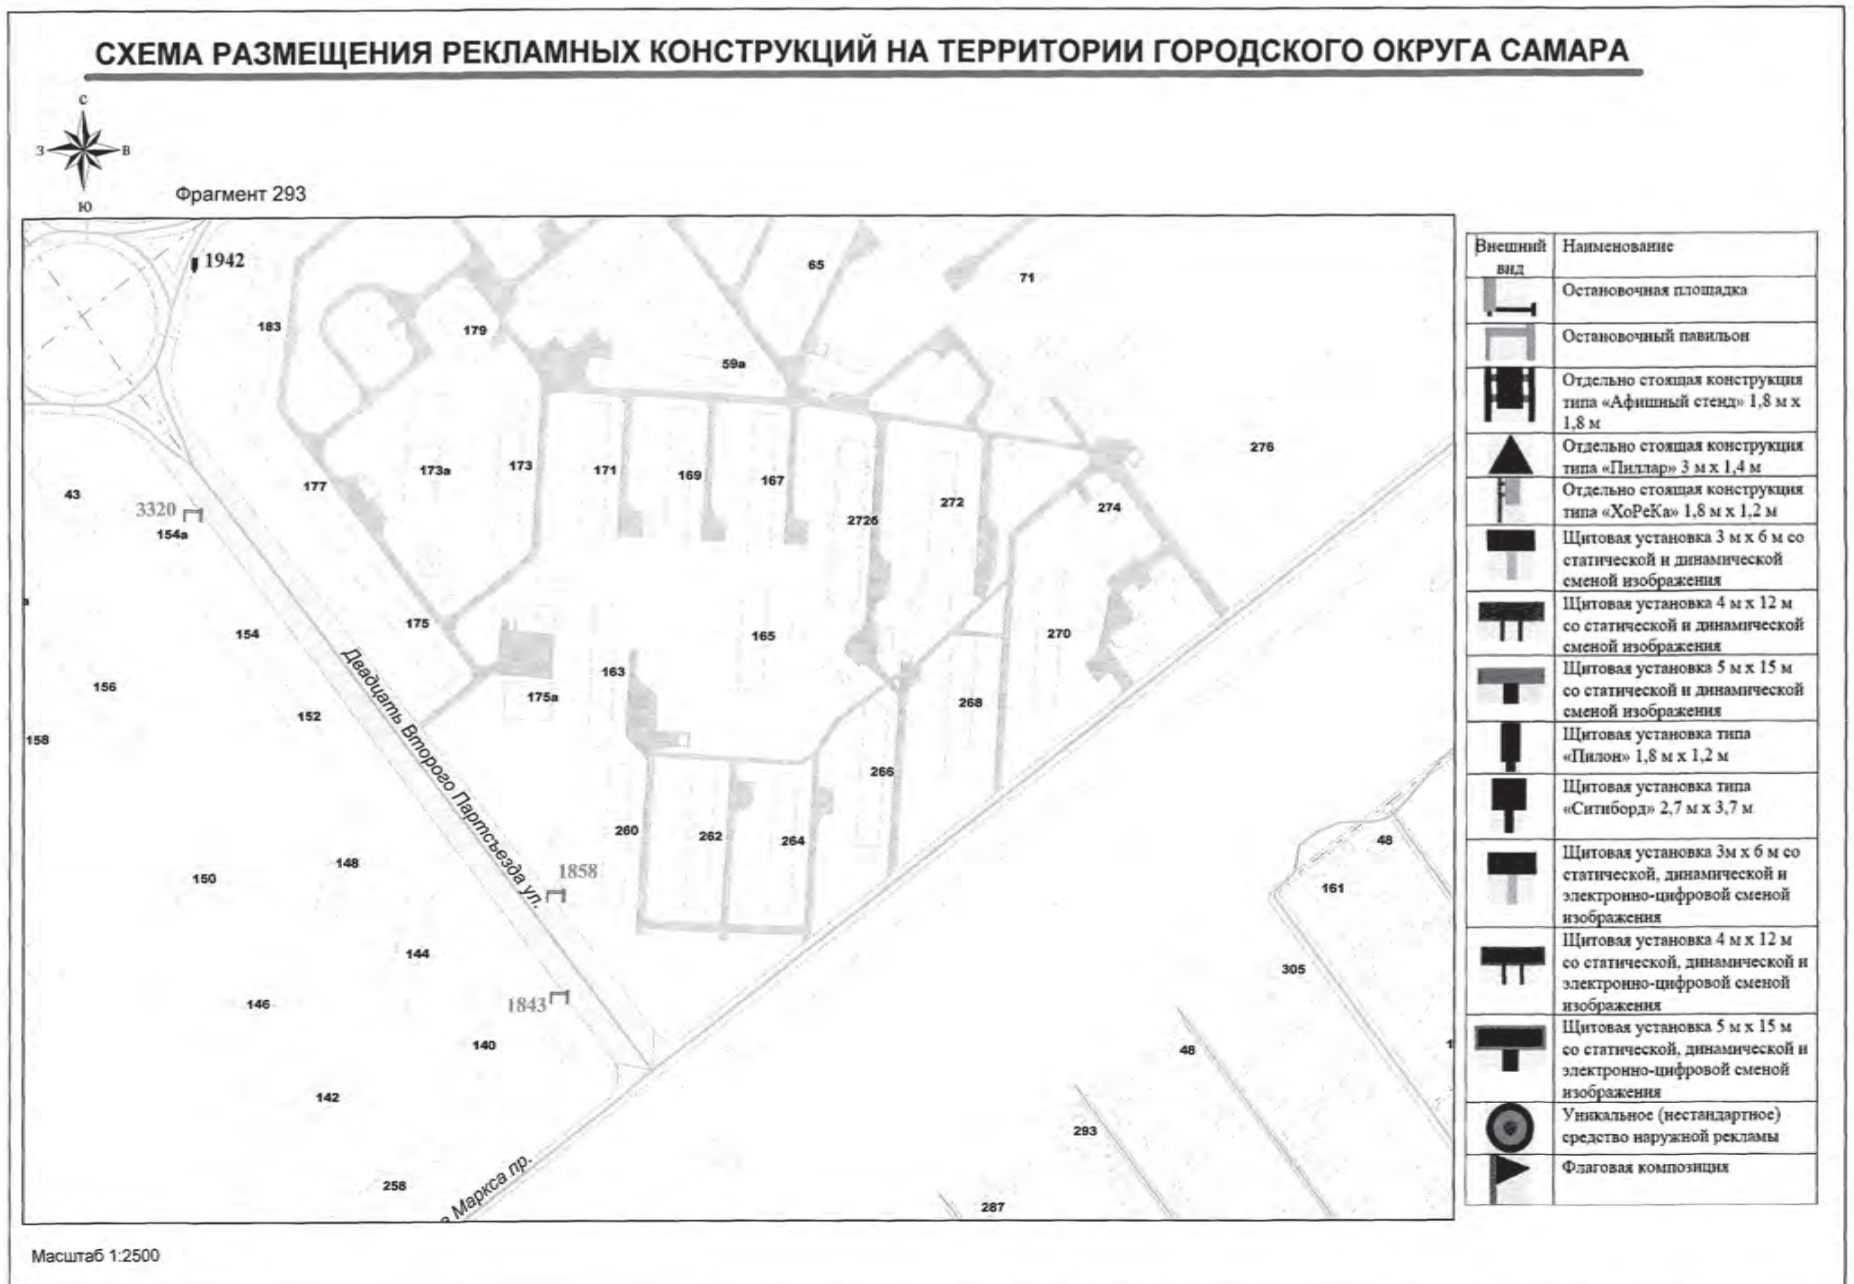 СХЕМА РАЗМЕЩЕНИЯ РЕКЛАМНЫХ КОНСТРУКЦИЙ НА ТЕРРИТОРИИ ГОРОДСКОГО ОКРУГА САМАРА
С
З В
Ю
Фрагмент 293
1942
65
71
183
179
59а
276
173а
173
171
169
167
272
274
177
43
3320
154а
272б
154
175
165
270
163
156
175а
268
152
158
Двадцать Второго Партсъезда ул.
266
260
262
264
148
150
1858
48
161
144
305
146
1843
140
48
142
293
258
Маркса пр.
287
Внешний вид
Наименование
Остановочная площадка
Остановочный павильон
Отдельно стоящая конструкция
типа «Афишный стенд» 1,8 м х
1,8 м
Отдельно стоящая конструкция
типа «Пиллар» 3 м х 1,4 м
Отдельно стоящая конструкция
типа «ХоРеКа» 1,8 м х 1,2 м
Щитовая установка 3 м х 6 м со
статической и динамической
сменой изображения
Щитовая установка 4 м х 12 м
со статической и динамической
сменой изображения
Щитовая установка 5 м х 15 м
со статической и динамической
сменой изображения
Щитовая установка типа
«Пилон» 1,8 м х 1,2 м
Щитовая установка типа
«Ситиборд» 2,7 м х 3,7 м
Щитовая установка 3м х 6 м со
статической, динамической и
электронно-цифровой сменой
изображения
Щитовая установка 4 м х 12 м
со статической, динамической и
электронно-цифровой сменой
изображения
Щитовая установка 5 м х 15 м
со статической, динамической и
электронно-цифровой сменой
изображения
Уникальное (нестандартное)
средство наружной рекламы
Флаговая композиция
Масштаб 1:2500